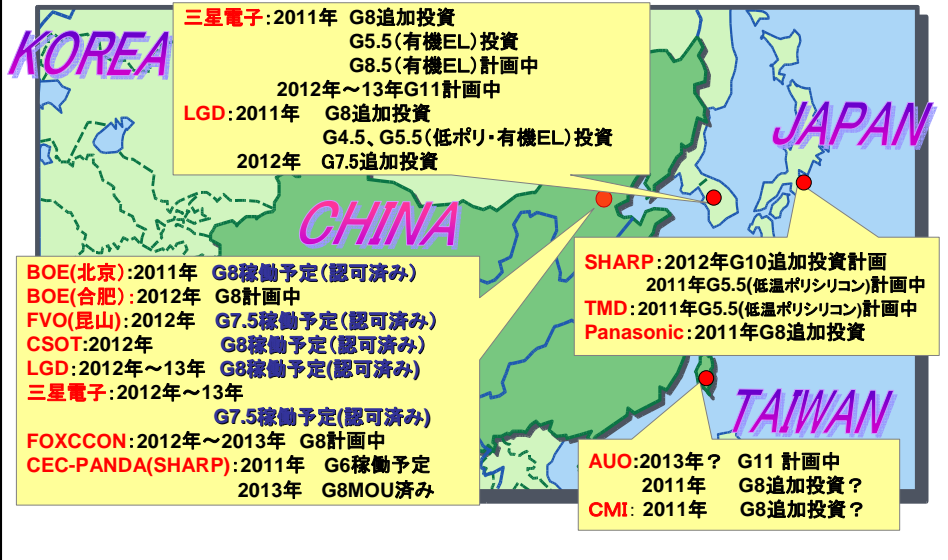 KOREA
三星電子:2011年 G8追加投資
G5.5(有機EL)投資
G8.5(有機EL)計画中
2012年~13年G11計画中
LGD:2011年 G8追加投資
G4.5、G5.5(低ポリ・有機EL)投資
2012年 G7.5追加投資
JAPAN
SHARP:2012年G10追加投資計画
2011年G5.5(低温ポリシリコン)計画中
TMD:2011年G5.5(低温ポリシリコン)計画中
Panasonic:2011年G8追加投資
CHINA
BOE(北京):2011年 G8稼働予定(認可済み)
BOE(合肥):2012年 G8計画中
FVO(昆山):2012年 G7.5稼働予定(認可済み)
CSOT:2012年 G8稼働予定(認可済み)
LGD:2012年~13年 G8稼働予定(認可済み)
三星電子:2012年~13年
G7.5稼働予定(認可済み)
FOXCCON:2012年~2013年 G8計画中
CEC-PANDA(SHARP):2011年 G6稼働予定
2013年 G8MOU済み
TAIWAN
AUO:2013年? G11 計画中
2011年 G8追加投資?
CMI: 2011年 G8追加投資?